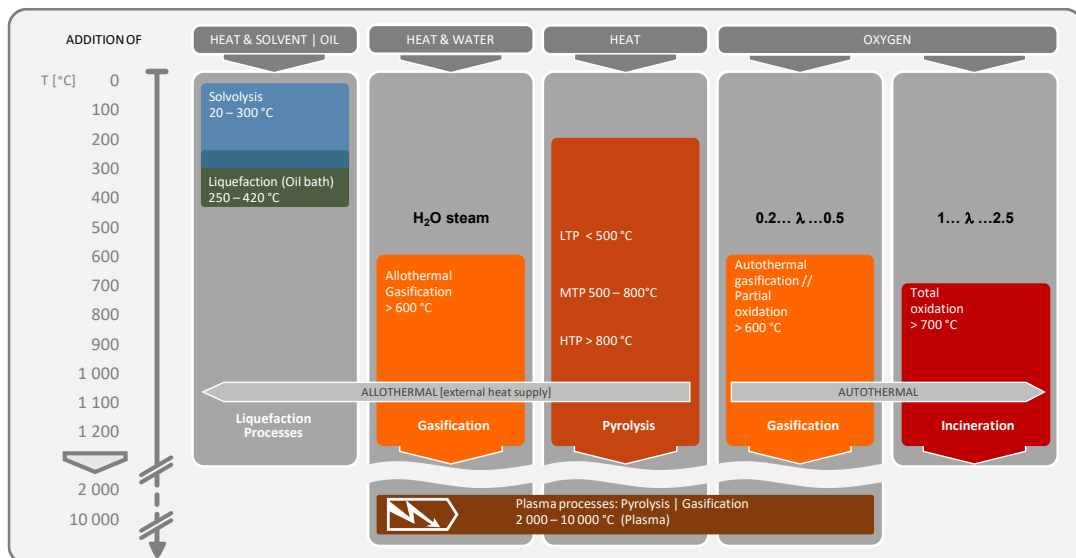 ADDITION OF
HEAT & SOLVENT | OIL
HEAT & WATER
HEAT
OXYGEN
T [°C]
0
100
200
300
400
500
600
700
800
900
1 000
1 100
1 200
2 000
10 000
Solvolysis
20 – 300 °C
Liquefaction (Oil bath)
250 – 420 °C
Liquefaction
Processes
H₂O steam
Allothermal
Gasification
> 600 °C
Gasification
LTP < 500 °C
MTP 500 – 800°C
HTP > 800 °C
Pyrolysis
0.2... λ ...0.5
Autothermal
gasification //
Partial
oxidation
> 600 °C
Gasification
1... λ ...2.5
Total
oxidation
> 700 °C
Incineration
ALLOTHERMAL [external heat supply]
AUTOTHERMAL
Plasma processes: Pyrolysis | Gasification
2 000 – 10 000 °C (Plasma)